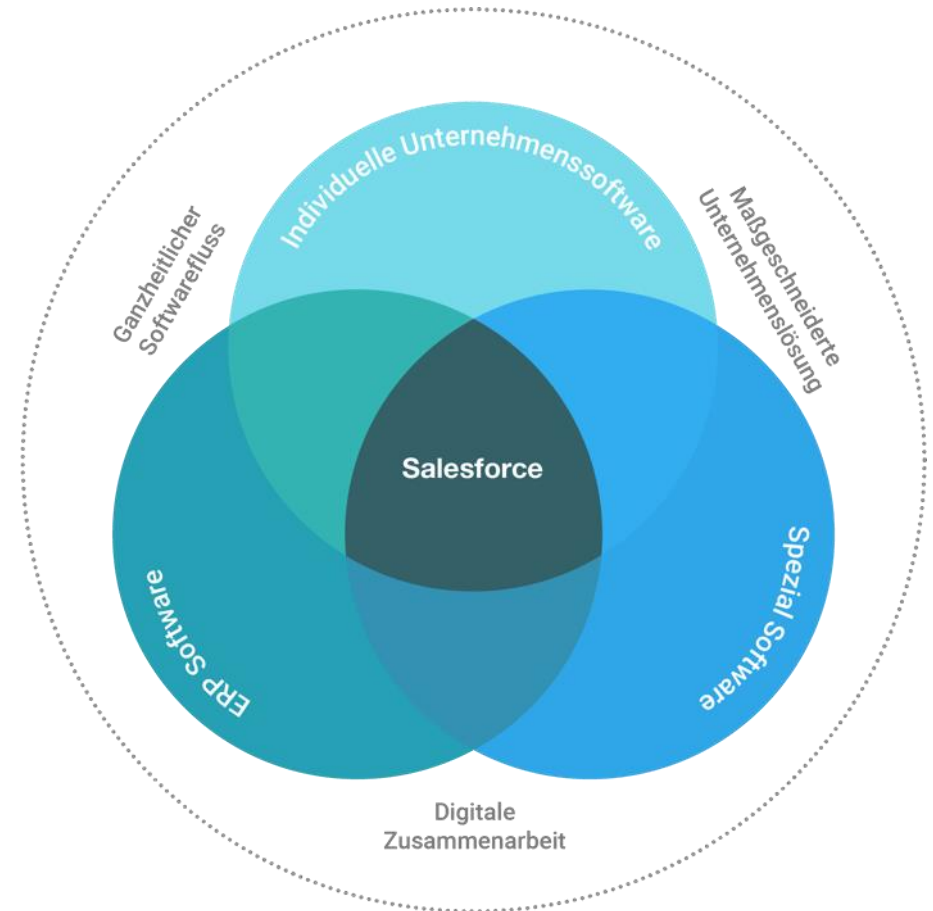 Individuelle Unternehmenssoftware
Ganzheitlicher
Softwarefluss
Maßgeschneiderte
Unternehmenslösung
Salesforce
ERP Software
Spezial Software
Digitale
Zusammenarbeit